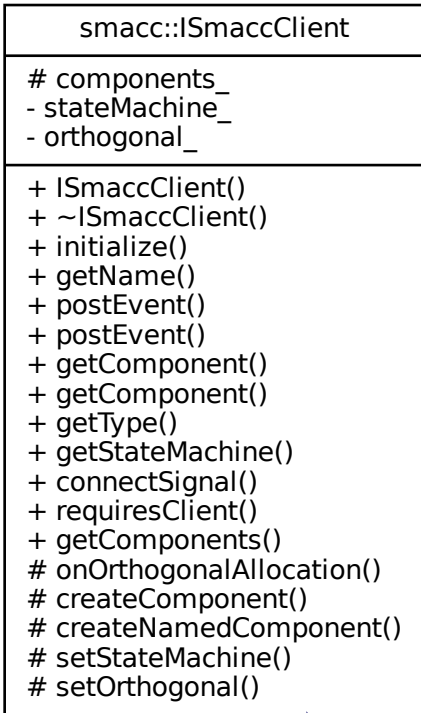 smacc::ISmaccClient
# components_
- stateMachine_
- orthogonal_
+ ISmaccClient()
+ ~ISmaccClient()
+ initialize()
+ getName()
+ postEvent()
+ postEvent()
+ getComponent()
+ getComponent()
+ getType()
+ getStateMachine()
+ connectSignal()
+ requiresClient()
+ getComponents()
# onOrthogonalAllocation()
# createComponent()
# createNamedComponent()
# setStateMachine()
# setOrthogonal()